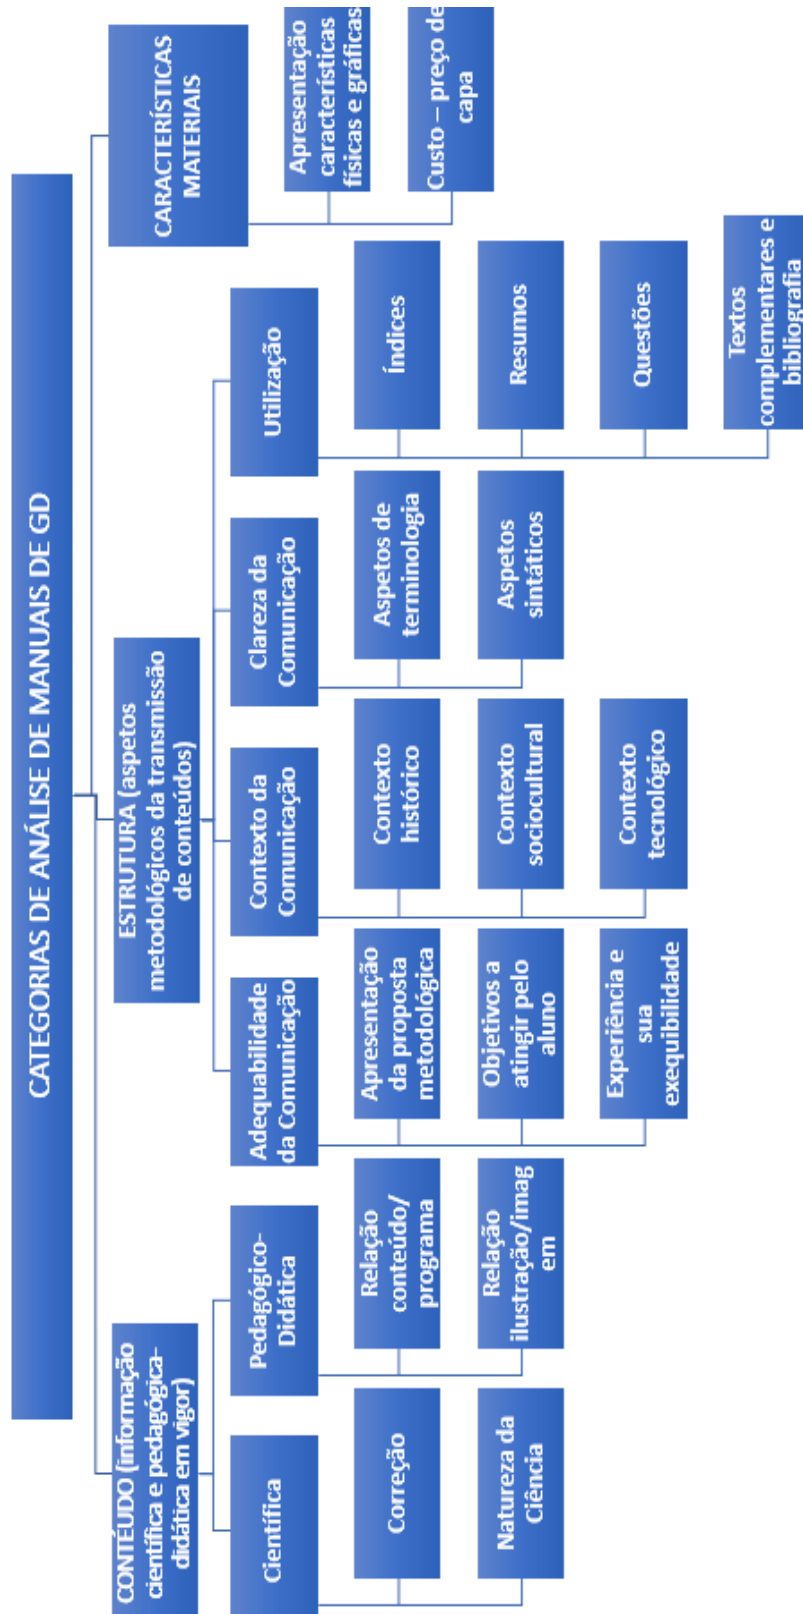 CATEGORIAS DE ANÁLISE DE MANUAIS DE GD
CONTÉUDO (informação
científica e pedagógica-
didática em vigor)
Científica
Correção
Natureza da
Ciência
Pedagógico-
Didática
Relação
conteúdo/
programa
Relação
ilustração/imag
em
ESTRUTURA (aspetos
metodológicos da transmissão
de conteúdos)
Adequabilidade
da Comunicação
Apresentação
da proposta
metodológica
Objetivos a
atingir pelo
aluno
Experiência e
sua
exequibilidade
Contexto da
Comunicação
Contexto
histórico
Contexto
sociocultural
Contexto
tecnológico
Clareza da
Comunicação
Aspetos de
terminologia
Aspetos
sintáticos
Utilização
Índices
Resumos
Questões
Textos
complementares e
bibliografia
CARACTERÍSTICAS
MATERIAIS
Apresentação
características
físicas e gráficas
Custo – preço de
capa